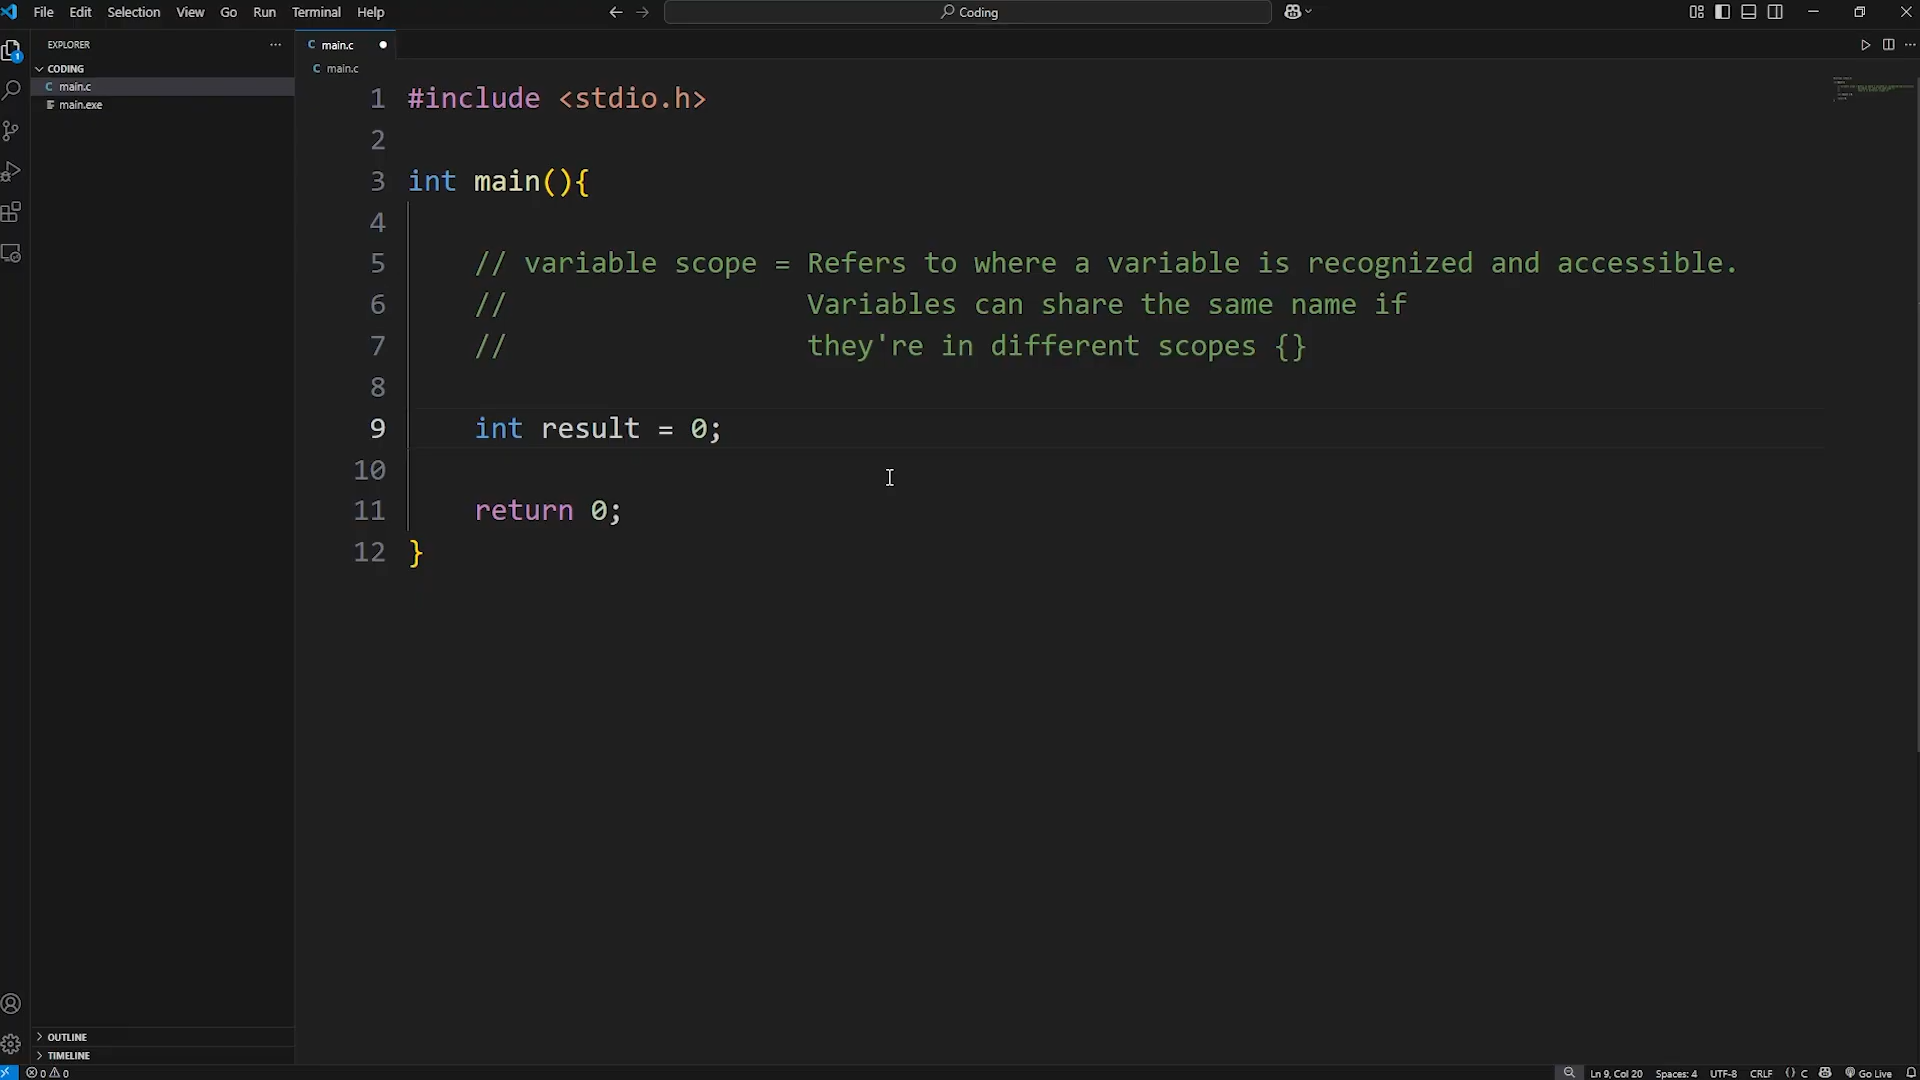 File Edit Selection View Go Run Terminal Help
Coding
EXPLORER
CODING
main.c
main.exe
OUTLINE
TIMELINE
main.c
main.c
1 #include <stdio.h>
2
3 int main(){
4
5 // variable scope = Refers to where a variable is recognized and accessible.
6 // Variables can share the same name if
7 // they're in different scopes {}
8
9 int result = 0;
10
11 return 0;
12 }
1
0 0
Ln 9, Col 20 Spaces: 4 UTF-8 CRLF {} C Go Live